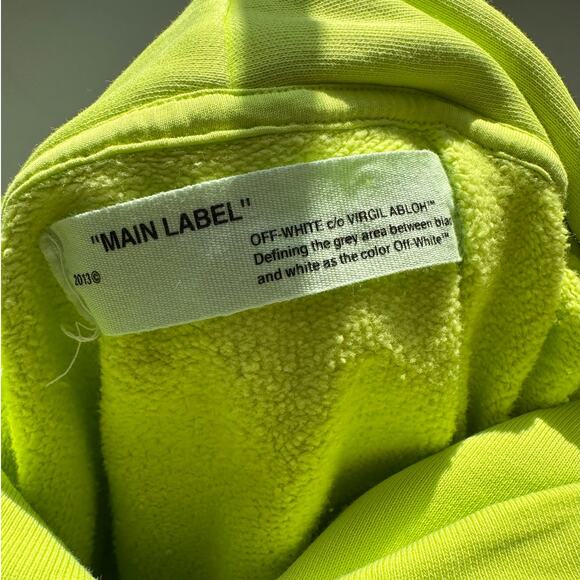 "MAIN LABEL"
2013©
OFF-WHITE c/o VIRGIL ABLOH™
Defining the grey area between
and white as the color Off-White™